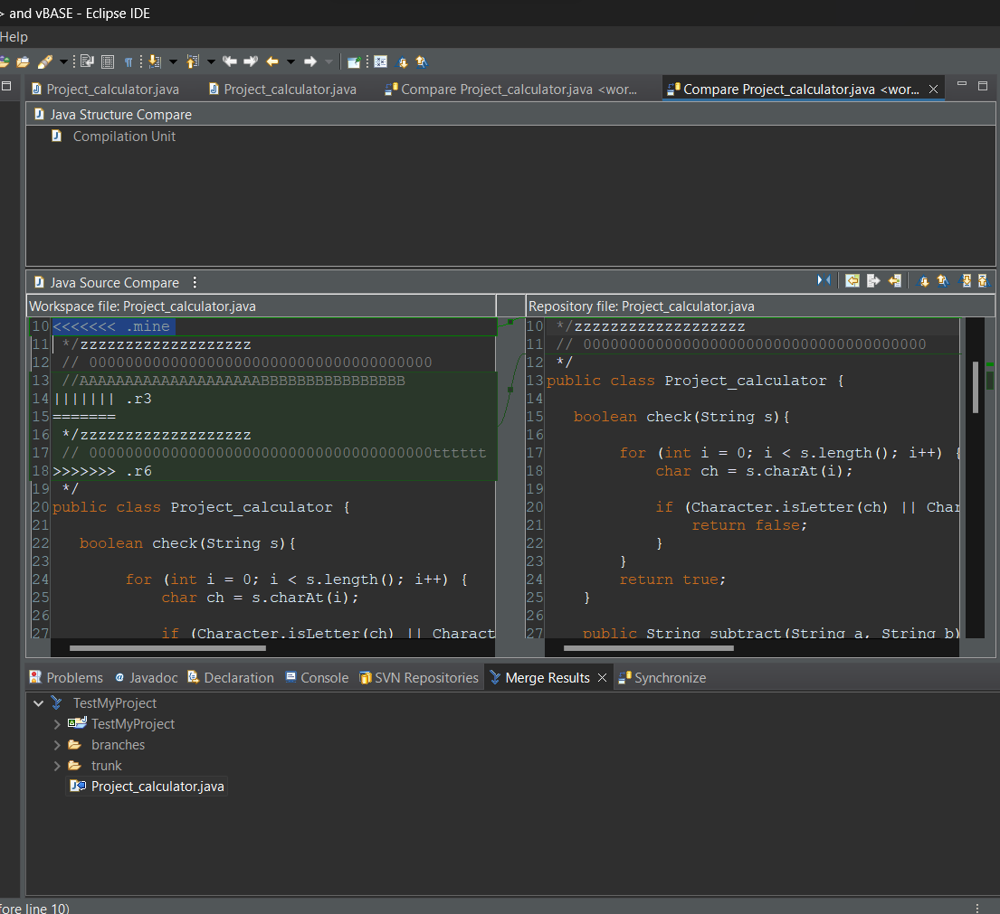 > and vBASE - Eclipse IDE
Help
Project_calculator.java
Project_calculator.java
Compare Project_calculator.java <wor...
Compare Project_calculator.java <wor...
Java Structure Compare
Compilation Unit
Java Source Compare
Workspace file: Project_calculator.java
10 <<<<<<< .mine
11 */zzzzzzzzzzzzzzzzzzz
12 // 00000000000000000000000000000000000000
13 //AAAAAAAAAAAAAAAAAAAABBBBBBBBBBBBBBBB
14 ||||||| .r3
15 =======
16 */zzzzzzzzzzzzzzzzzzz
17 // 00000000000000000000000000000000000000tttttt
18 >>>>>>> .r6
19 */
20 public class Project_calculator {
21
22 boolean check(String s){
23
24 for (int i = 0; i < s.length(); i++) {
25 char ch = s.charAt(i);
26
27 if (Character.isLetter(ch) || Charact
Repository file: Project_calculator.java
10 */zzzzzzzzzzzzzzzzzzz
11 // 00000000000000000000000000000000000000
12 */
13 public class Project_calculator {
14
15 boolean check(String s){
16
17 for (int i = 0; i < s.length(); i++) {
18 char ch = s.charAt(i);
19
20 if (Character.isLetter(ch) || Char
21 return false;
22 }
23 }
24 return true;
25 }
26
27 public String subtract(String a, String b)
Problems
Javadoc
Declaration
Console
SVN Repositories
Merge Results
Synchronize
TestMyProject
TestMyProject
branches
trunk
Project_calculator.java
fore line 10)